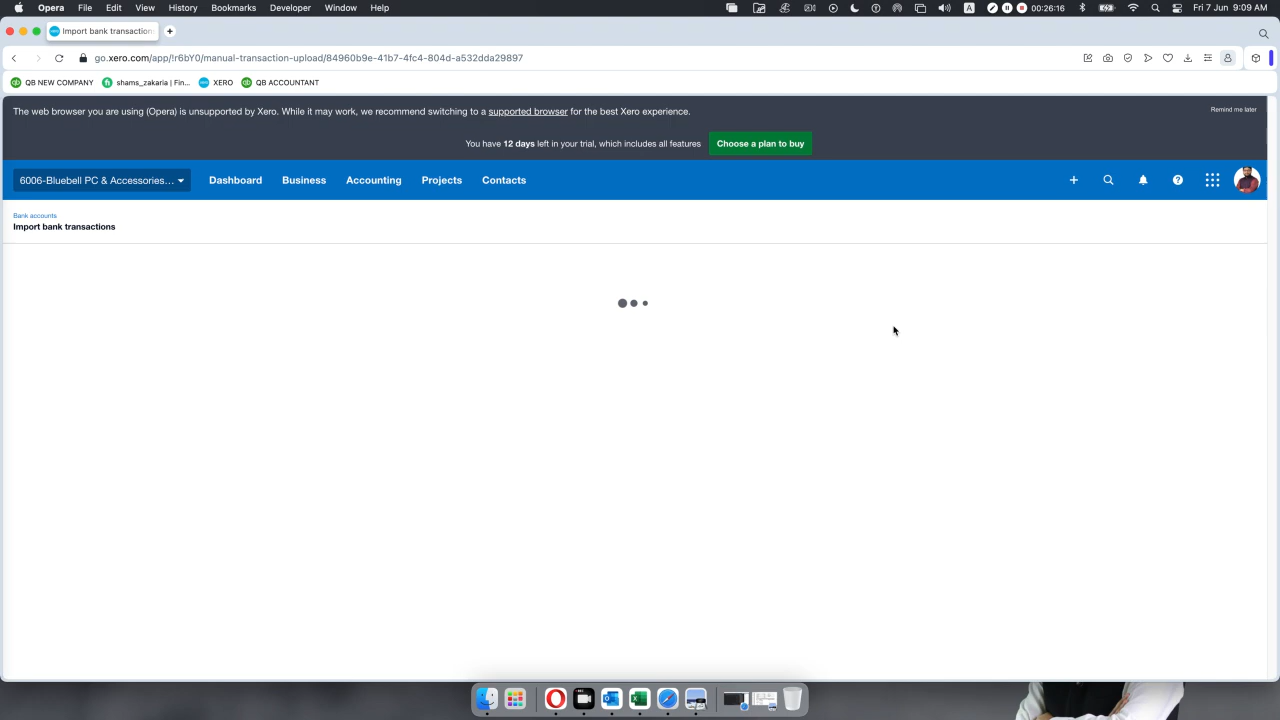 Opera File Edit View History Bookmarks Developer Window Help
00:26:16
A
Fri 7 Jun 9:09 AM
xero Import bank transaction
go.xero.com/app/!r6bY0/manual-transaction-upload/84960b9e-41b7-4fc4-804d-a532dda29897
QB NEW COMPANY shams_zakaria | Fin... XERO QB ACCOUNTANT
The web browser you are using (Opera) is unsupported by Xero. While it may work, we recommend switching to a supported browser for the best Xero experience.
Remind me later
You have 12 days left in your trial, which includes all features Choose a plan to buy
6006-Bluebell PC & Accessories... Dashboard Business Accounting Projects Contacts
Bank accounts
Import bank transactions